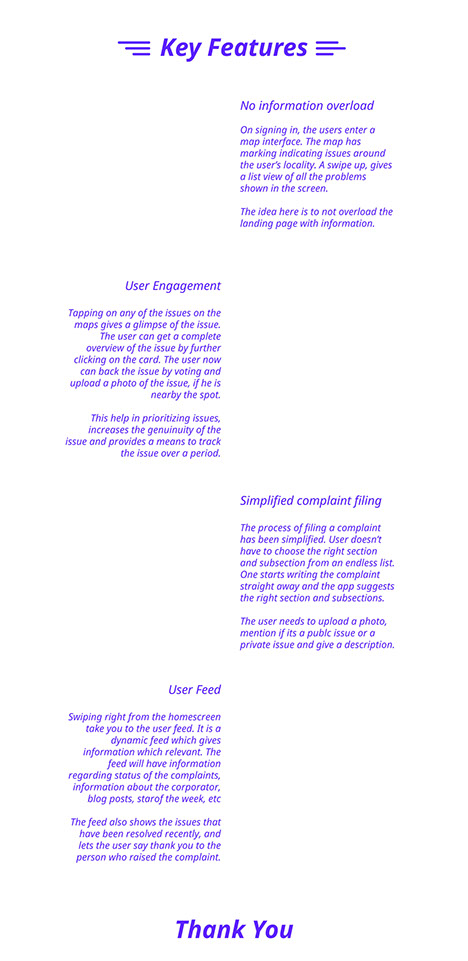 Key Features
No information overload
On signing in, the users enter a
map interface. The map has
marking indicating issues around
the user's locality. A swipe up, gives
a list view of all the problems
shown in the screen.
The idea here is to not overload the
landing page with information.
User Engagement
Tapping on any of the issues on the
maps gives a glimpse of the issue.
The user can get a complete
overview of the issue by further
clicking on the card. The user now
can back the issue by voting and
upload a photo of the issue, if he is
nearby the spot.
This help in prioritizing issues,
increases the genuinuity of the
issue and provides a means to track
the issue over a period.
Simplified complaint filing
The process of filing a complaint
has been simplified. User doesn't
have to choose the right section
and subsection from an endless list.
One starts writing the complaint
straight away and the app suggests
the right section and subsections.
The user needs to upload a photo,
mention if its a publc issue or a
private issue and give a description.
User Feed
Swiping right from the homescreen
take you to the user feed. It is a
dynamic feed which gives
information which relevant. The
feed will have information
regarding status of the complaints,
information about the corporator,
blog posts, starof the week, etc
The feed also shows the issues that
have been resolved recently, and
lets the user say thank you to the
person who raised the complaint.
Thank You